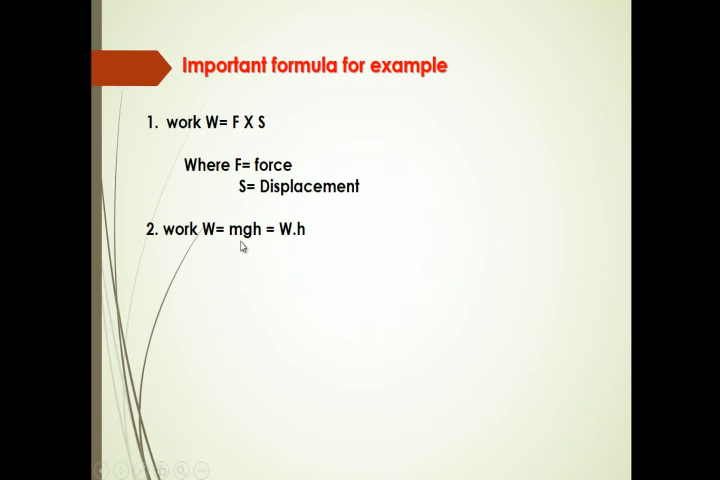 Important formula for example
1. work W= F X S
Where F= force
S= Displacement
2. work W= mgh = W.h